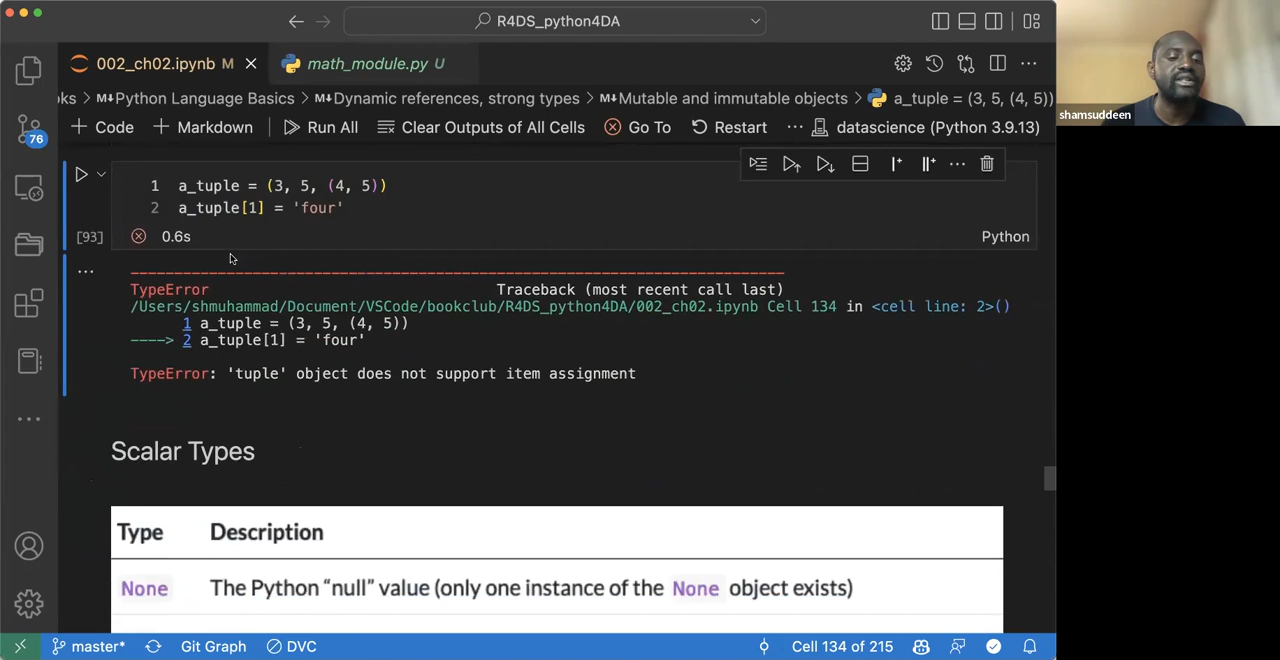 R4DS_python4DA
002_ch02.ipynb M
math_module.py U
ks > M↓Python Language Basics > M↓Dynamic references, strong types > M↓Mutable and immutable objects > a_tuple = (3, 5, (4, 5))
+ Code + Markdown Run All Clear Outputs of All Cells Go To Restart ... datascience (Python 3.9.13)
shamsuddeen
1 a_tuple = (3, 5, (4, 5))
2 a_tuple[1] = 'four'
[93] 0.6s Python
76
TypeError Traceback (most recent call last)
/Users/shmuhammad/Document/VSCode/bookclub/R4DS_python4DA/002_ch02.ipynb Cell 134 in <cell line: 2>()
1 a_tuple = (3, 5, (4, 5))
----> 2 a_tuple[1] = 'four'
TypeError: 'tuple' object does not support item assignment
Scalar Types
Type Description
None The Python “null” value (only one instance of the None object exists)
master* Git Graph DVC Cell 134 of 215